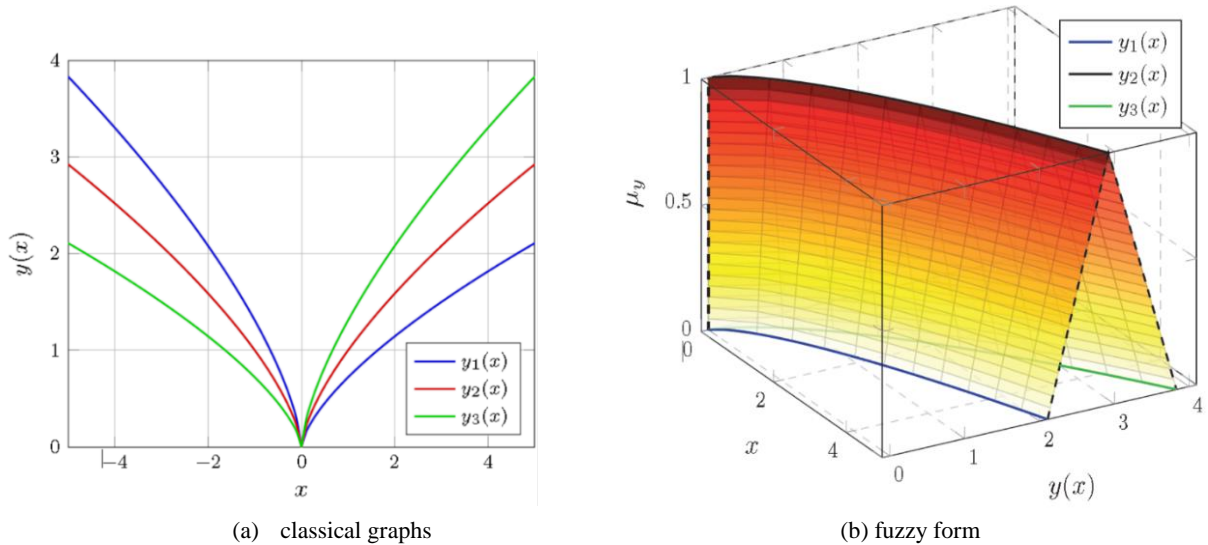 4
3
2
1
0
y(x)
−4
−2
0
2
4
x
y₁(x)
y₂(x)
y₃(x)
(a) classical graphs
1
0.5
0
μ_y
0
2
4
x
0
1
2
3
4
y(x)
y₁(x)
y₂(x)
y₃(x)
(b) fuzzy form